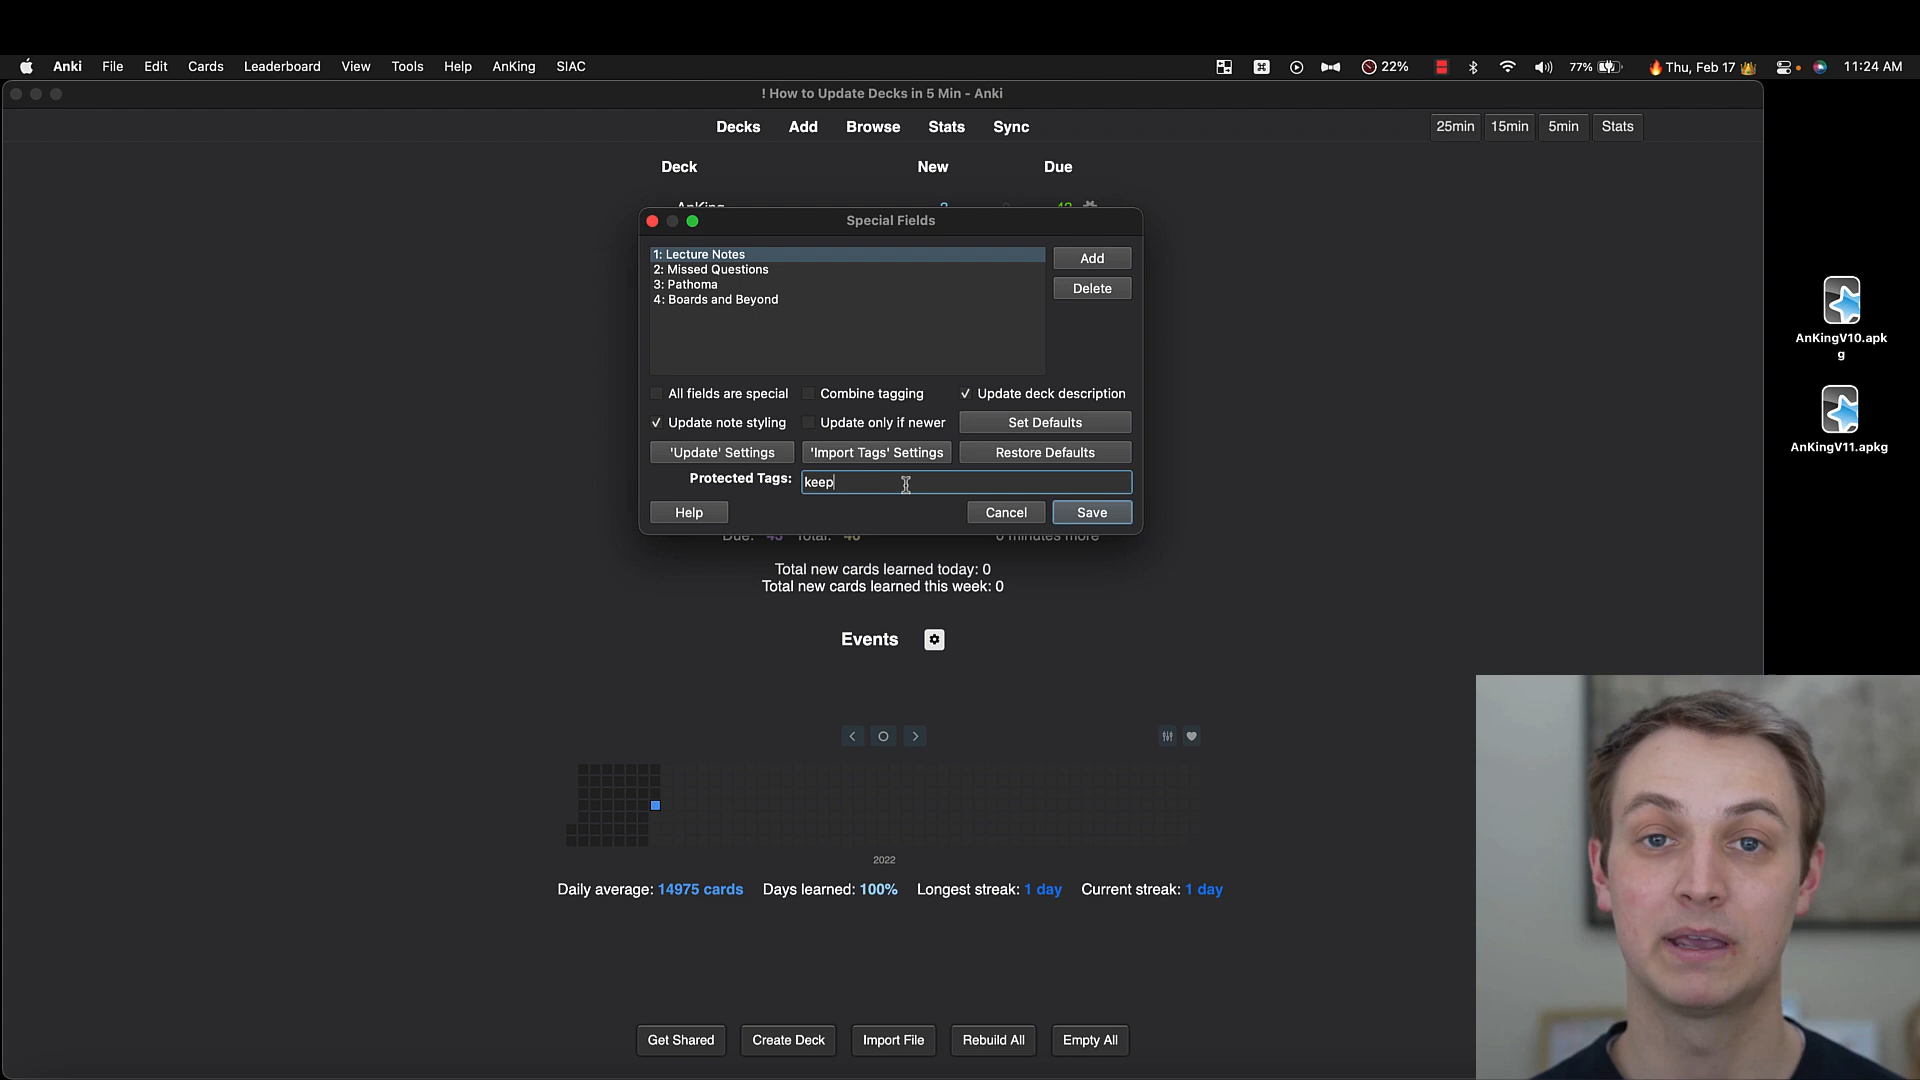 Anki File Edit Cards Leaderboard View Tools Help AnKing SIAC
22% 77% Thu, Feb 17 11:24 AM
! How to Update Decks in 5 Min - Anki
Decks Add Browse Stats Sync
25min 15min 5min Stats
Deck New Due
AnKing
Special Fields
1: Lecture Notes
2: Missed Questions
3: Pathoma
4: Boards and Beyond
Add
Delete
All fields are special Combine tagging Update deck description
Update note styling Update only if newer Set Defaults
'Update' Settings 'Import Tags' Settings Restore Defaults
Protected Tags: keep
Help Cancel Save
Total new cards learned today: 0
Total new cards learned this week: 0
Events
2022
Daily average: 14975 cards Days learned: 100% Longest streak: 1 day Current streak: 1 day
Get Shared Create Deck Import File Rebuild All Empty All
AnKingV10.apk
g
AnKingV11.apkg